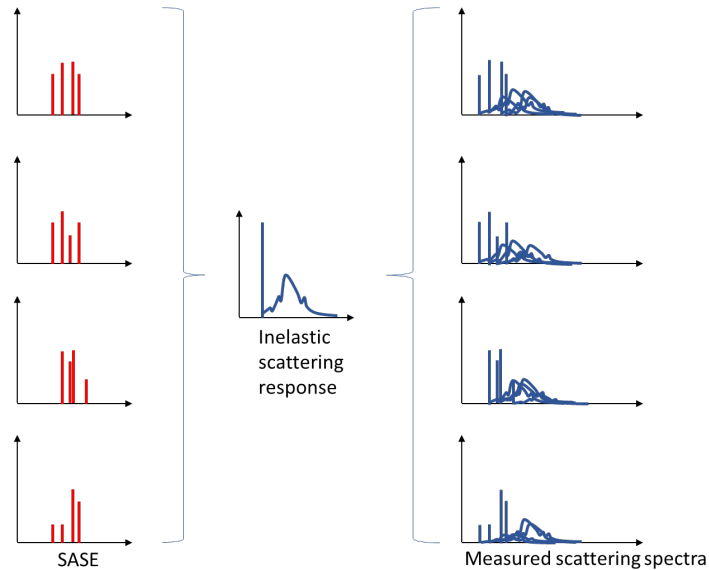 Inelastic
scattering
response
SASE
Measured scattering spectra